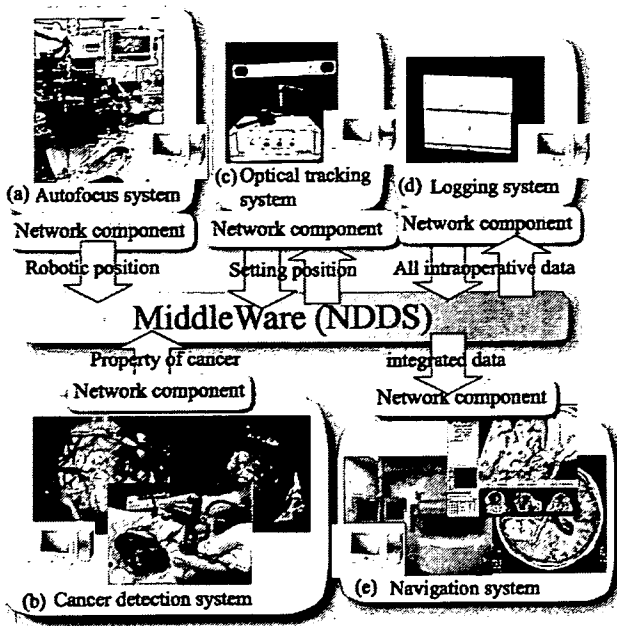 (a) Autofocus system
(c) Optical tracking
system
(d) Logging system
Network component
Network component
Network component
Robotic position
Setting position
All intraoperative data
MiddleWare (NDDS)
Property of cancer
integrated data
Network component
Network component
(b) Cancer detection system
(e) Navigation system